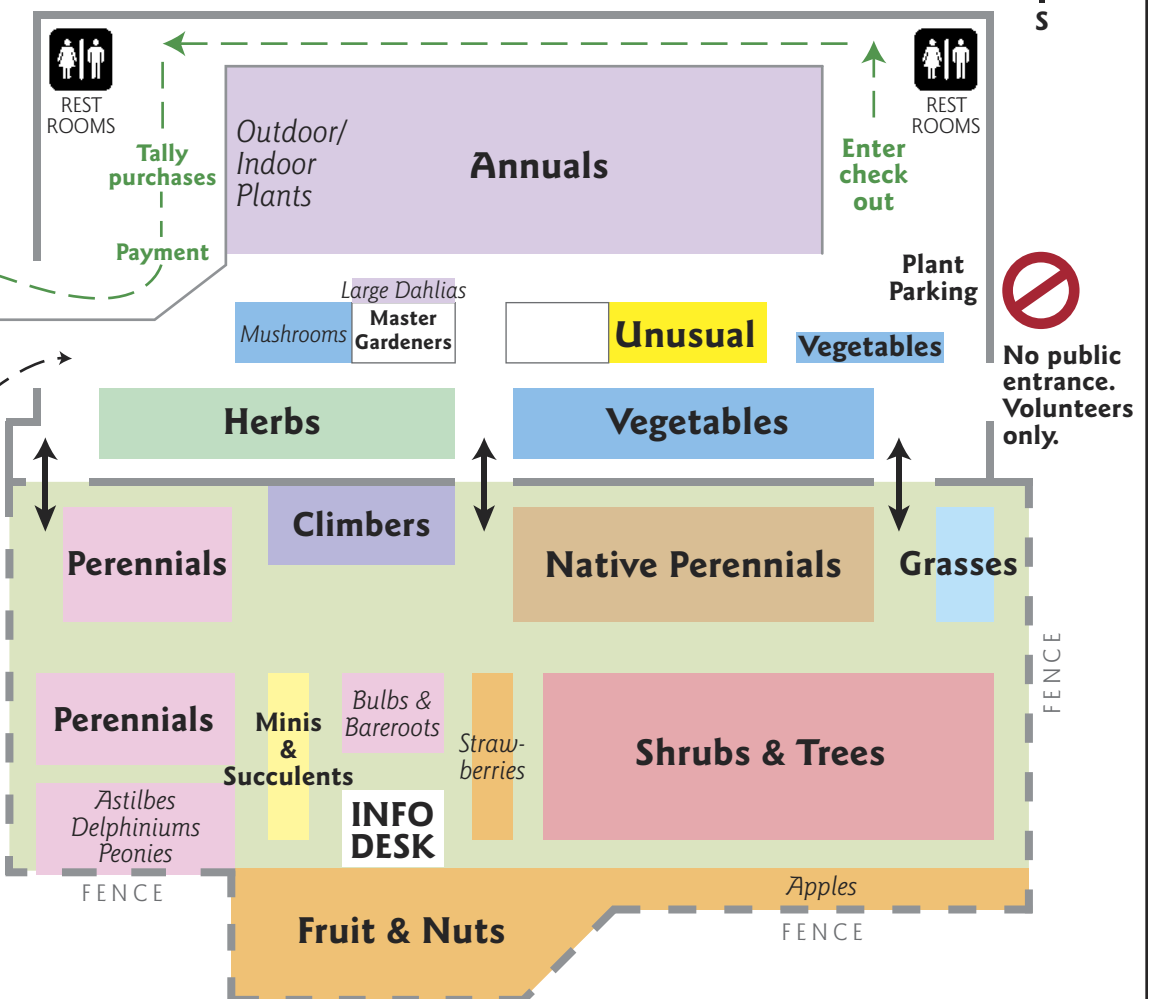 S
REST
ROOMS
REST
ROOMS
Outdoor/
Indoor
Plants
Annuals
Tally
purchases
Enter
check
out
Payment
Plant
Parking
Large Dahlias
Mushrooms
Master
Gardeners
Unusual
Vegetables
No public
entrance.
Volunteers
only.
Herbs
Vegetables
Climbers
Perennials
Native Perennials
Grasses
FENCE
Perennials
Minis
&
Succulents
Bulbs &
Bareroots
Straw-
berries
Shrubs & Trees
Astilbes
Delphiniums
Peonies
INFO
DESK
FENCE
Apples
Fruit & Nuts
FENCE